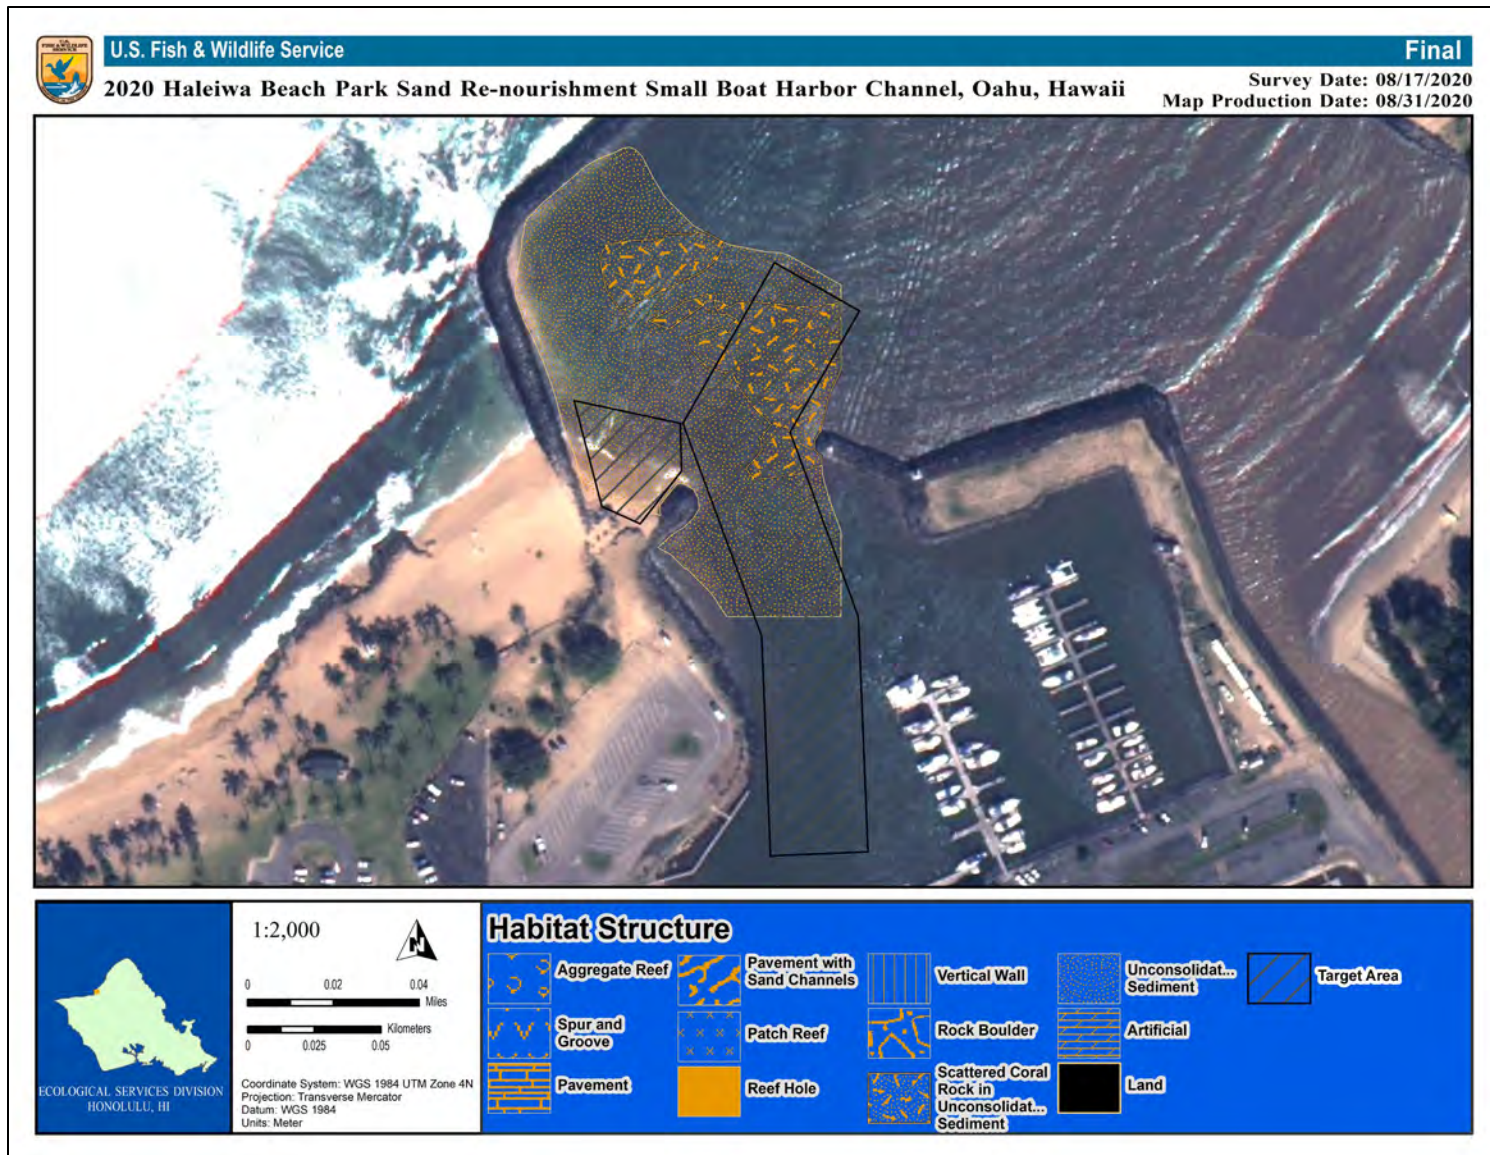 U.S.
FISH & WILDLIFE
SERVICE
U.S. Fish & Wildlife Service
Final
2020 Haleiwa Beach Park Sand Re-nourishment Small Boat Harbor Channel, Oahu, Hawaii
Survey Date: 08/17/2020
Map Production Date: 08/31/2020
ECOLOGICAL SERVICES DIVISION
HONOLULU, HI
1:2,000
N
0 0.02 0.04
Miles
Kilometers
0 0.025 0.05
Coordinate System: WGS 1984 UTM Zone 4N
Projection: Transverse Mercator
Datum: WGS 1984
Units: Meter
Habitat Structure
Aggregate Reef
Spur and
Groove
Pavement
Pavement with
Sand Channels
Patch Reef
Reef Hole
Vertical Wall
Rock Boulder
Scattered Coral
Rock in
Unconsolidat...
Sediment
Unconsolidat...
Sediment
Artificial
Land
Target Area